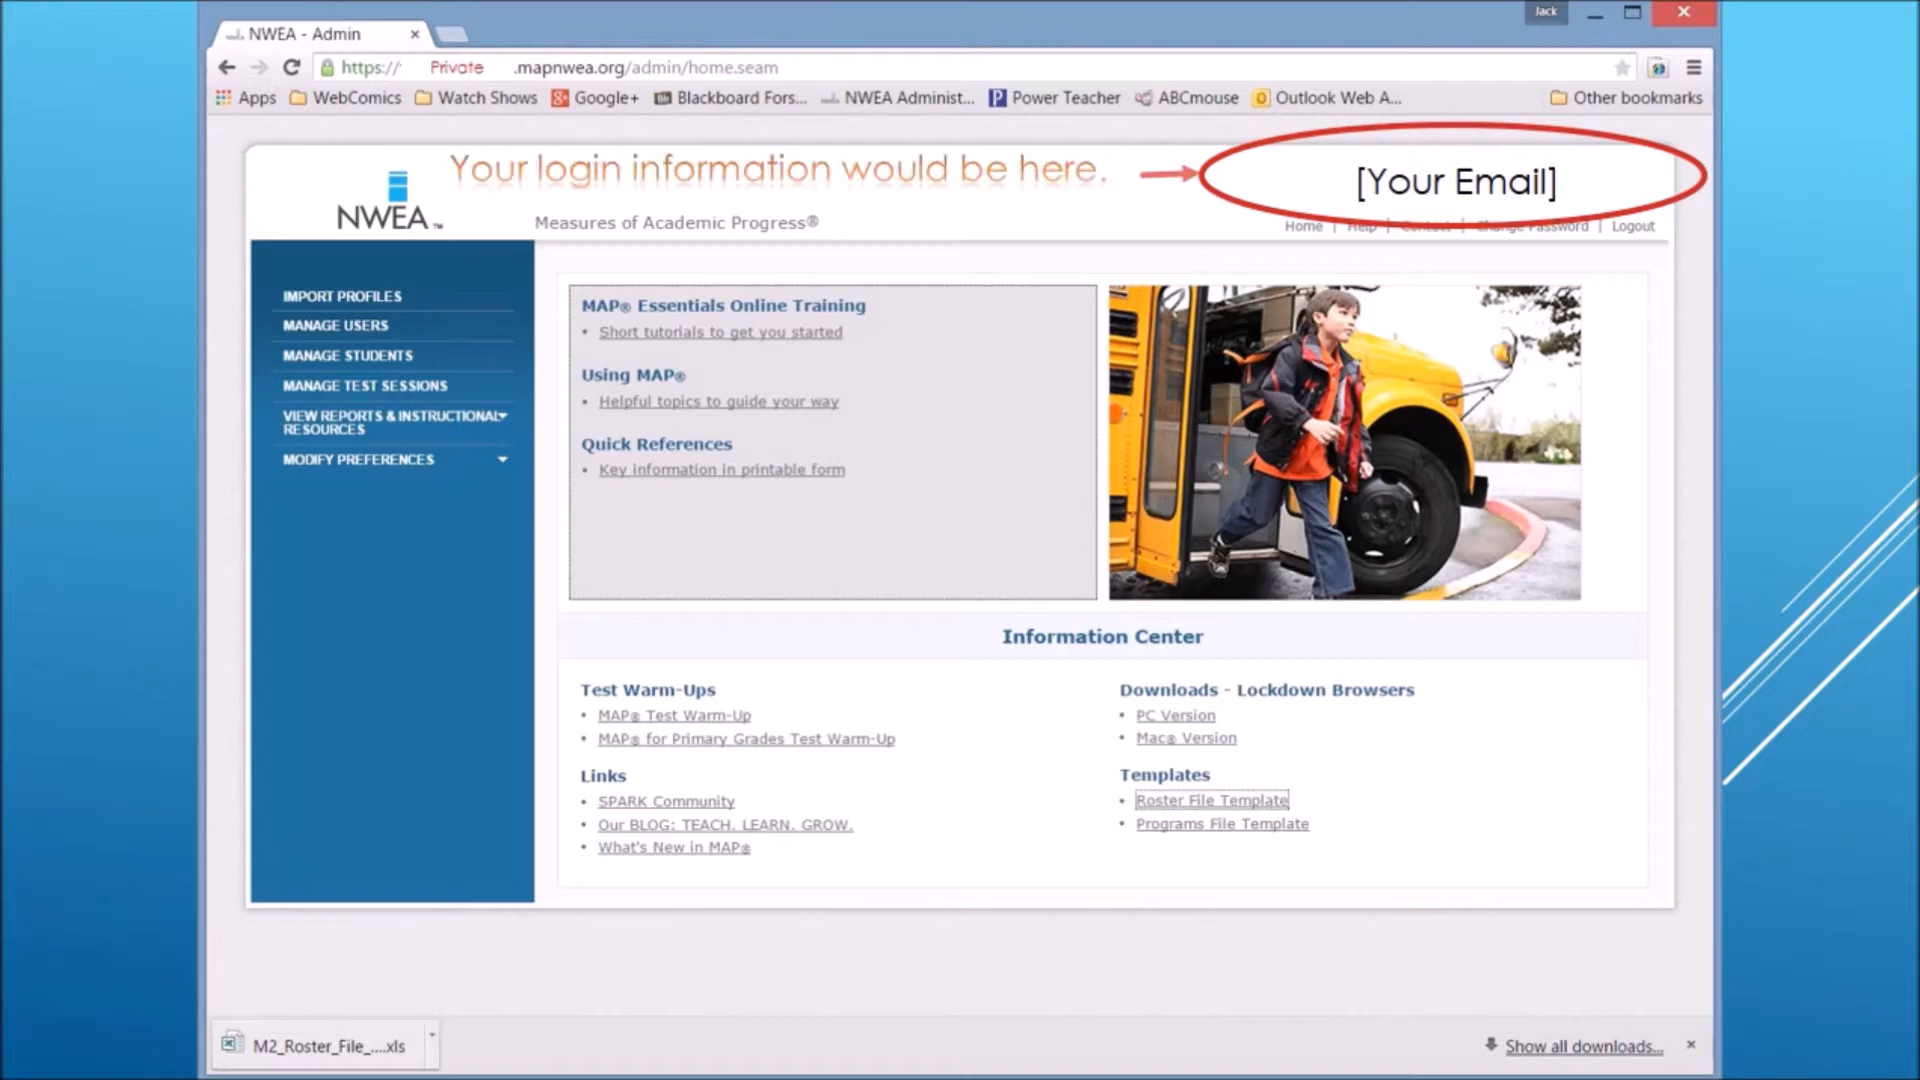 Jack
NWEA - Admin
https://
Private
.mapnwea.org/admin/home.seam
Apps
WebComics
Watch Shows
Google+
Blackboard Fors...
NWEA Administ...
Power Teacher
ABCmouse
Outlook Web A...
Other bookmarks
Your login information would be here.
[Your Email]
NWEA™
Measures of Academic Progress®
Home | Help | Contact | Change Password | Logout
IMPORT PROFILES
MANAGE USERS
MANAGE STUDENTS
MANAGE TEST SESSIONS
VIEW REPORTS & INSTRUCTIONAL
RESOURCES
MODIFY PREFERENCES
MAP® Essentials Online Training
• Short tutorials to get you started
Using MAP®
• Helpful topics to guide your way
Quick References
• Key information in printable form
Information Center
Test Warm-Ups
• MAP® Test Warm-Up
• MAP® for Primary Grades Test Warm-Up
Links
• SPARK Community
• Our BLOG: TEACH. LEARN. GROW.
• What's New in MAP®
Downloads - Lockdown Browsers
• PC Version
• Mac® Version
Templates
• Roster File Template
• Programs File Template
M2_Roster_File_....xls
Show all downloads...